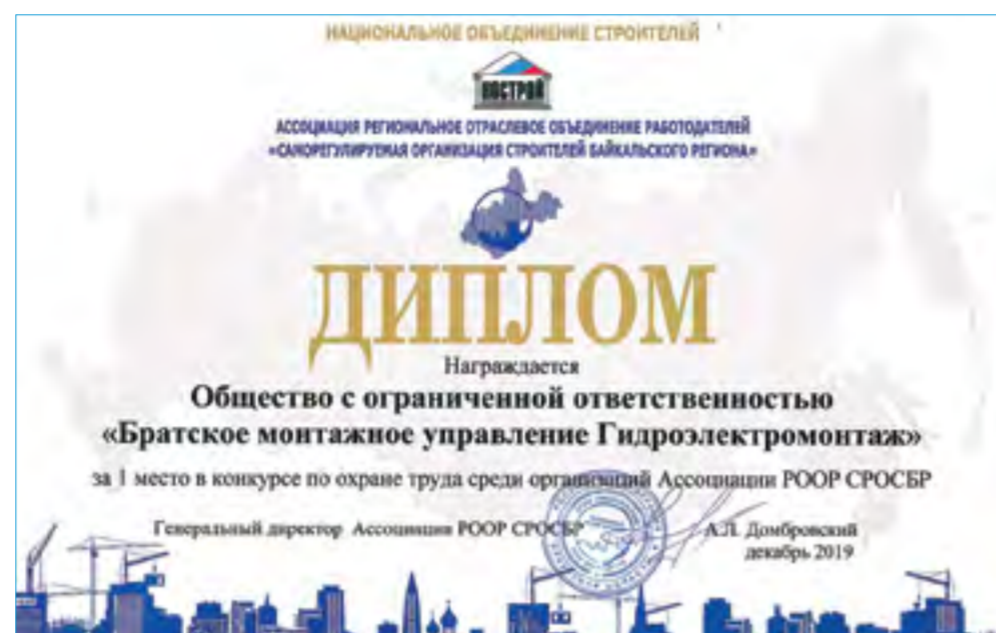 НАЦИОНАЛЬНОЕ ОБЪЕДИНЕНИЕ СТРОИТЕЛЕЙ
НОСТРОЙ
АССОЦИАЦИЯ РЕГИОНАЛЬНОЕ ОТРАСЛЕВОЕ ОБЪЕДИНЕНИЕ РАБОТОДАТЕЛЕЙ
«САМОРЕГУЛИРУЕМАЯ ОРГАНИЗАЦИЯ СТРОИТЕЛЕЙ БАЙКАЛЬСКОГО РЕГИОНА»
ДИПЛОМ
Награждается
Общество с ограниченной ответственностью
«Братское монтажное управление Гидроэлектромонтаж»
за 1 место в конкурсе по охране труда среди организаций Ассоциации РООР СРОСБР
Генеральный директор Ассоциации РООР СРОСБР А.Л. Домбровский
декабрь 2019